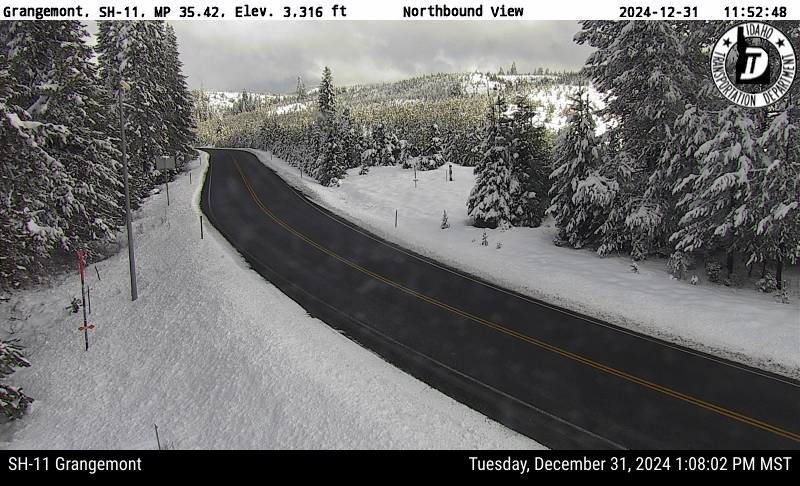 Grangemont, SH-11, MP 35.42, Elev. 3,316 ft Northbound View 2024-12-31 11:52:48
IDAHO
TRANSPORTATION DEPARTMENT
SH-11 Grangemont Tuesday, December 31, 2024 1:08:02 PM MST